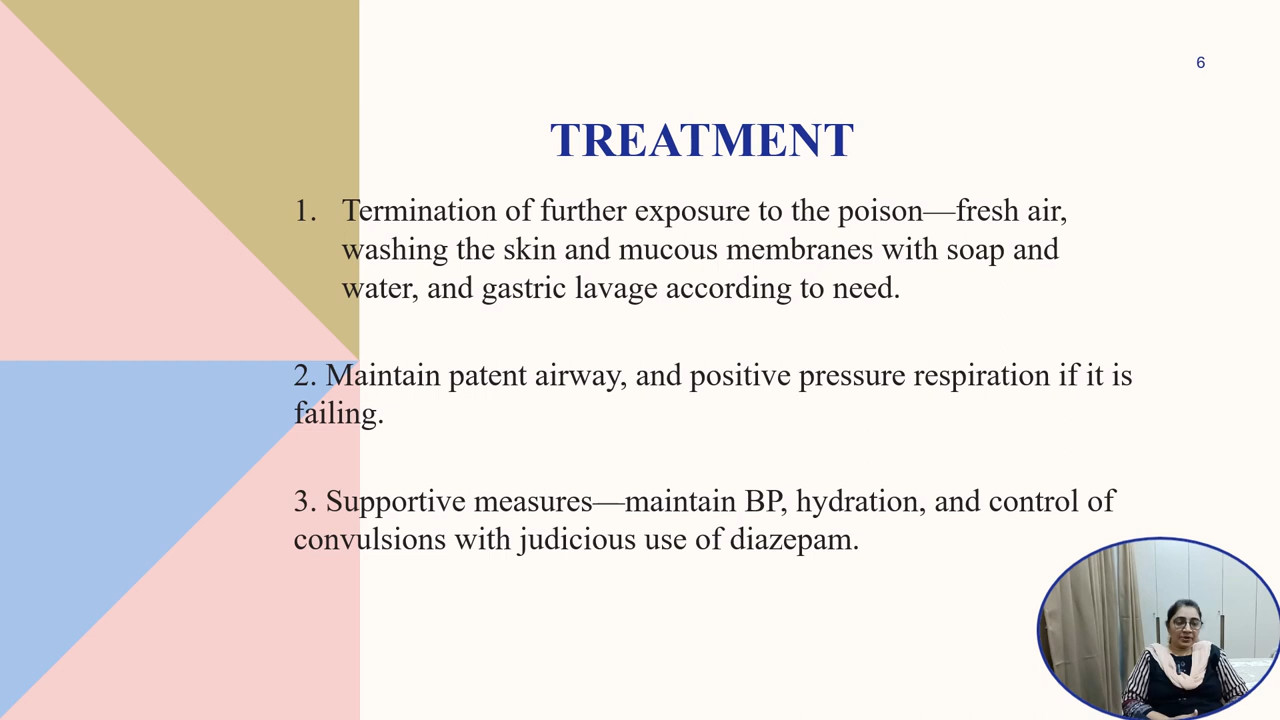 6
TREATMENT
1. Termination of further exposure to the poison—fresh air,
washing the skin and mucous membranes with soap and
water, and gastric lavage according to need.
2. Maintain patent airway, and positive pressure respiration if it is
failing.
3. Supportive measures—maintain BP, hydration, and control of
convulsions with judicious use of diazepam.